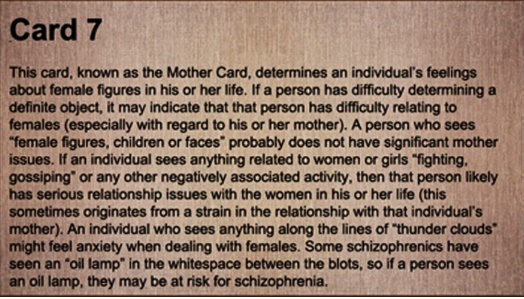 Card 7
This card, known as the Mother Card, determines an individual's feelings
about female figures in his or her life. If a person has difficulty determining a
definite object, it may indicate that that person has difficulty relating to
females (especially with regard to his or her mother). A person who sees
"female figures, children or faces" probably does not have significant mother
issues. If an individual sees anything related to women or girls "fighting,
gossiping" or any other negatively associated activity, then that person likely
has serious relationship issues with the women in his or her life (this
sometimes originates from a strain in the relationship with that individual's
mother). An individual who sees anything along the lines of "thunder clouds"
might feel anxiety when dealing with females. Some schizophrenics have
seen an "oil lamp" in the whitespace between the blots, so if a person sees
an oil lamp, they may be at risk for schizophrenia.